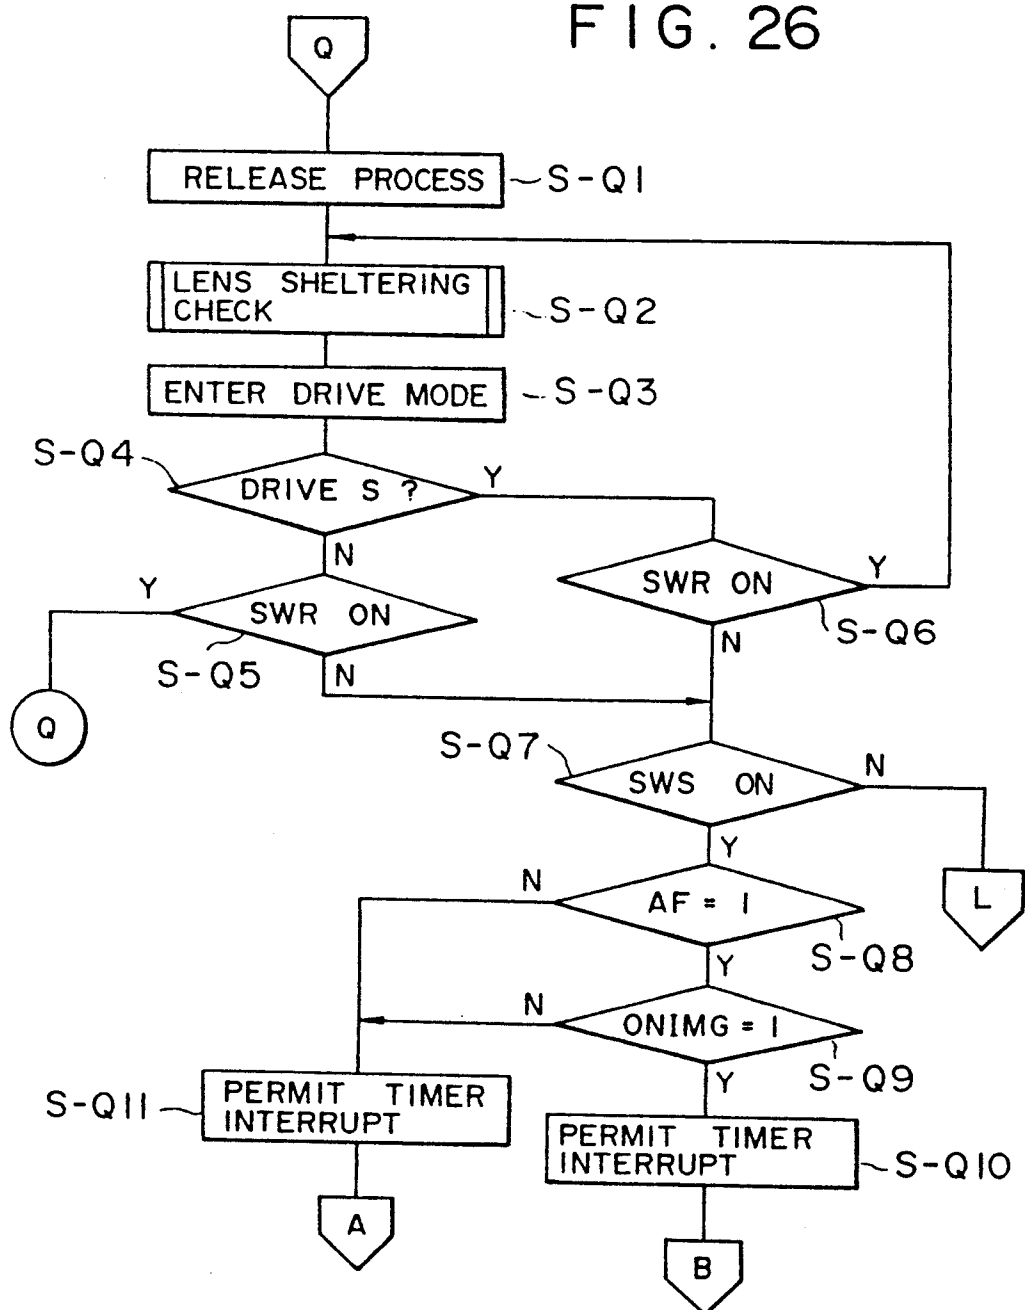 FIG. 26
Q
RELEASE PROCESS
S-Q1
LENS SHELTERING
CHECK
S-Q2
ENTER DRIVE MODE
S-Q3
S-Q4
DRIVE S ?
Y
N
Y
SWR ON
S-Q5
N
SWR ON
Y
S-Q6
N
Q
S-Q7
SWS ON
N
Y
L
N
AF = 1
S-Q8
Y
N
ONIMG = 1
S-Q9
Y
S-Q11
PERMIT TIMER
INTERRUPT
PERMIT TIMER
INTERRUPT
S-Q10
A
B